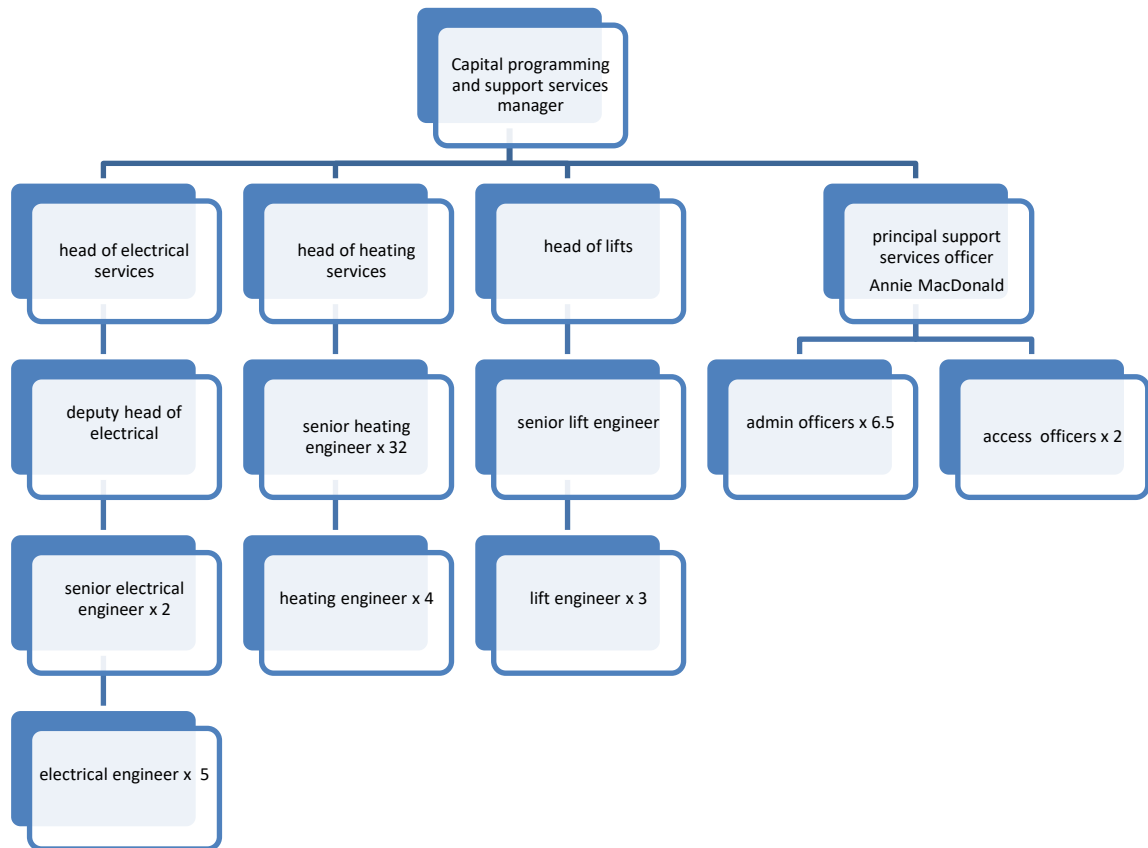 Capital programming
and support services
manager
head of electrical
services
head of heating
services
head of lifts
principal support
services officer
Annie MacDonald
deputy head of
electrical
senior heating
engineer x 32
senior lift engineer
admin officers x 6.5
access officers x 2
senior electrical
engineer x 2
heating engineer x 4
lift engineer x 3
electrical engineer x 5